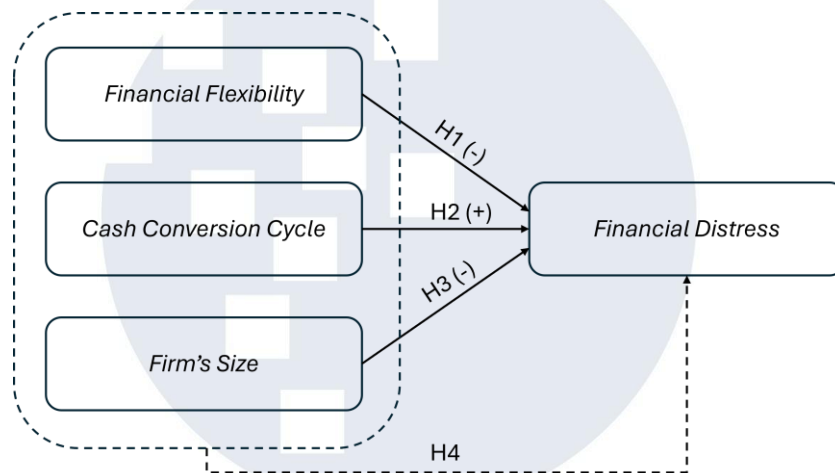 Financial Flexibility
H1 (-)
Cash Conversion Cycle
H2 (+)
Financial Distress
H3 (-)
Firm’s Size
H4